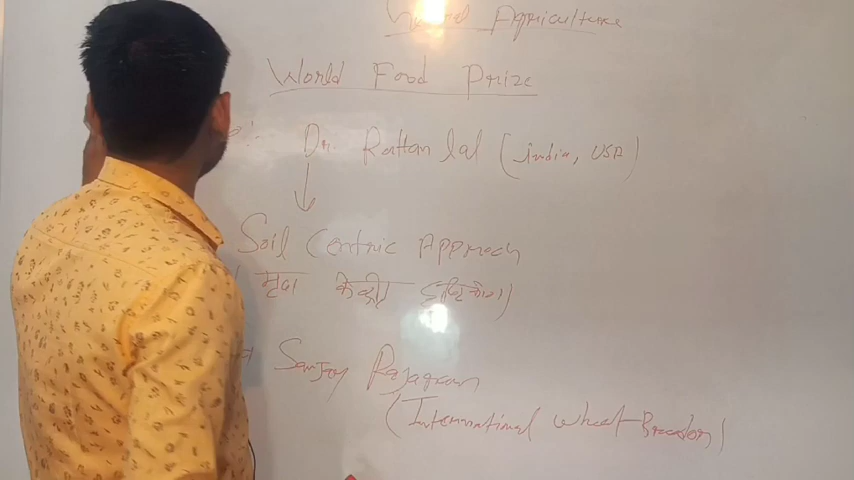 Agriculture
World Food Prize
Dr. Rattan Lal (India, USA)
Soil Centric Approach
मृदा केन्द्रीय
Sanjay Rajaram
(International Wheat Breeder)